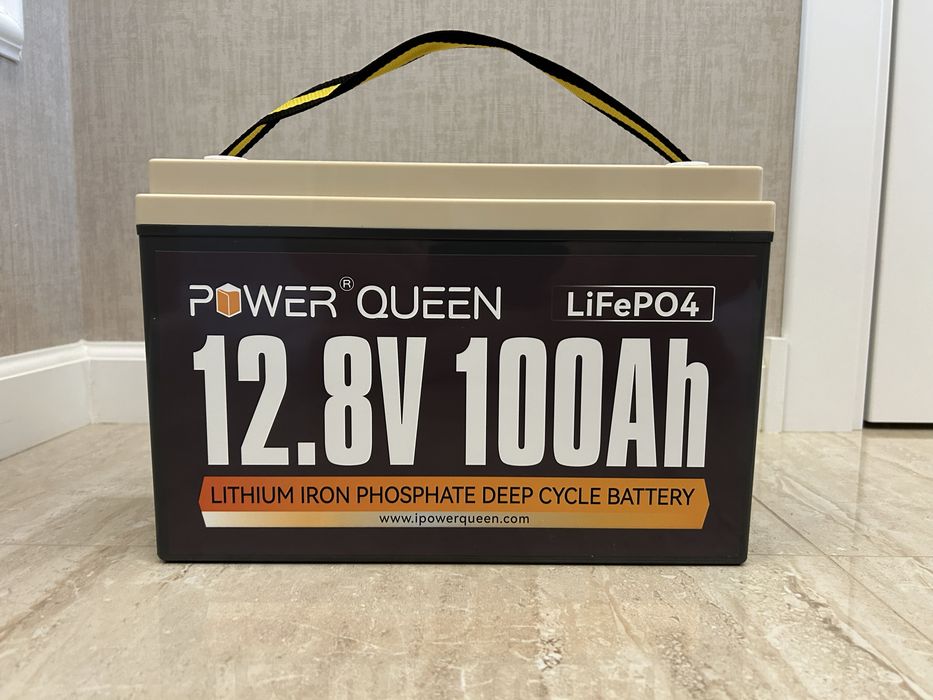 POWER® QUEEN
LiFePO4
12.8V 100Ah
LITHIUM IRON PHOSPHATE DEEP CYCLE BATTERY
www.ipowerqueen.com